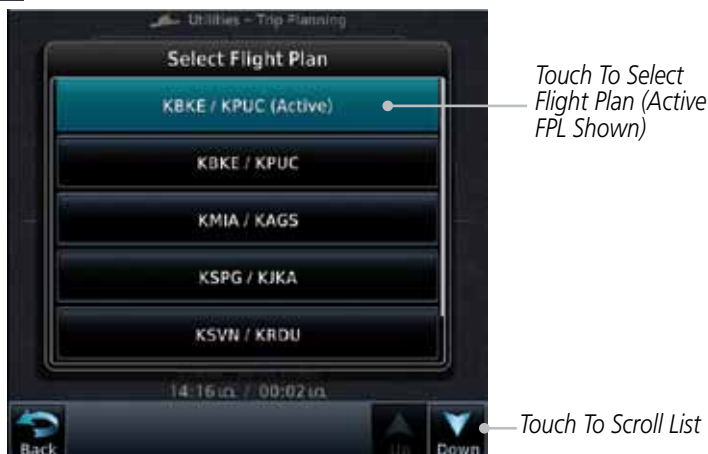 Utilities – Trip Planning
Select Flight Plan
KBKE / KPUC (Active)
Touch To Select
Flight Plan (Active
FPL Shown)
KBKE / KPUC
KMIA / KAGS
KSPG / KJKA
KSVN / KRDU
Touch To Scroll List
Back
Up
Down